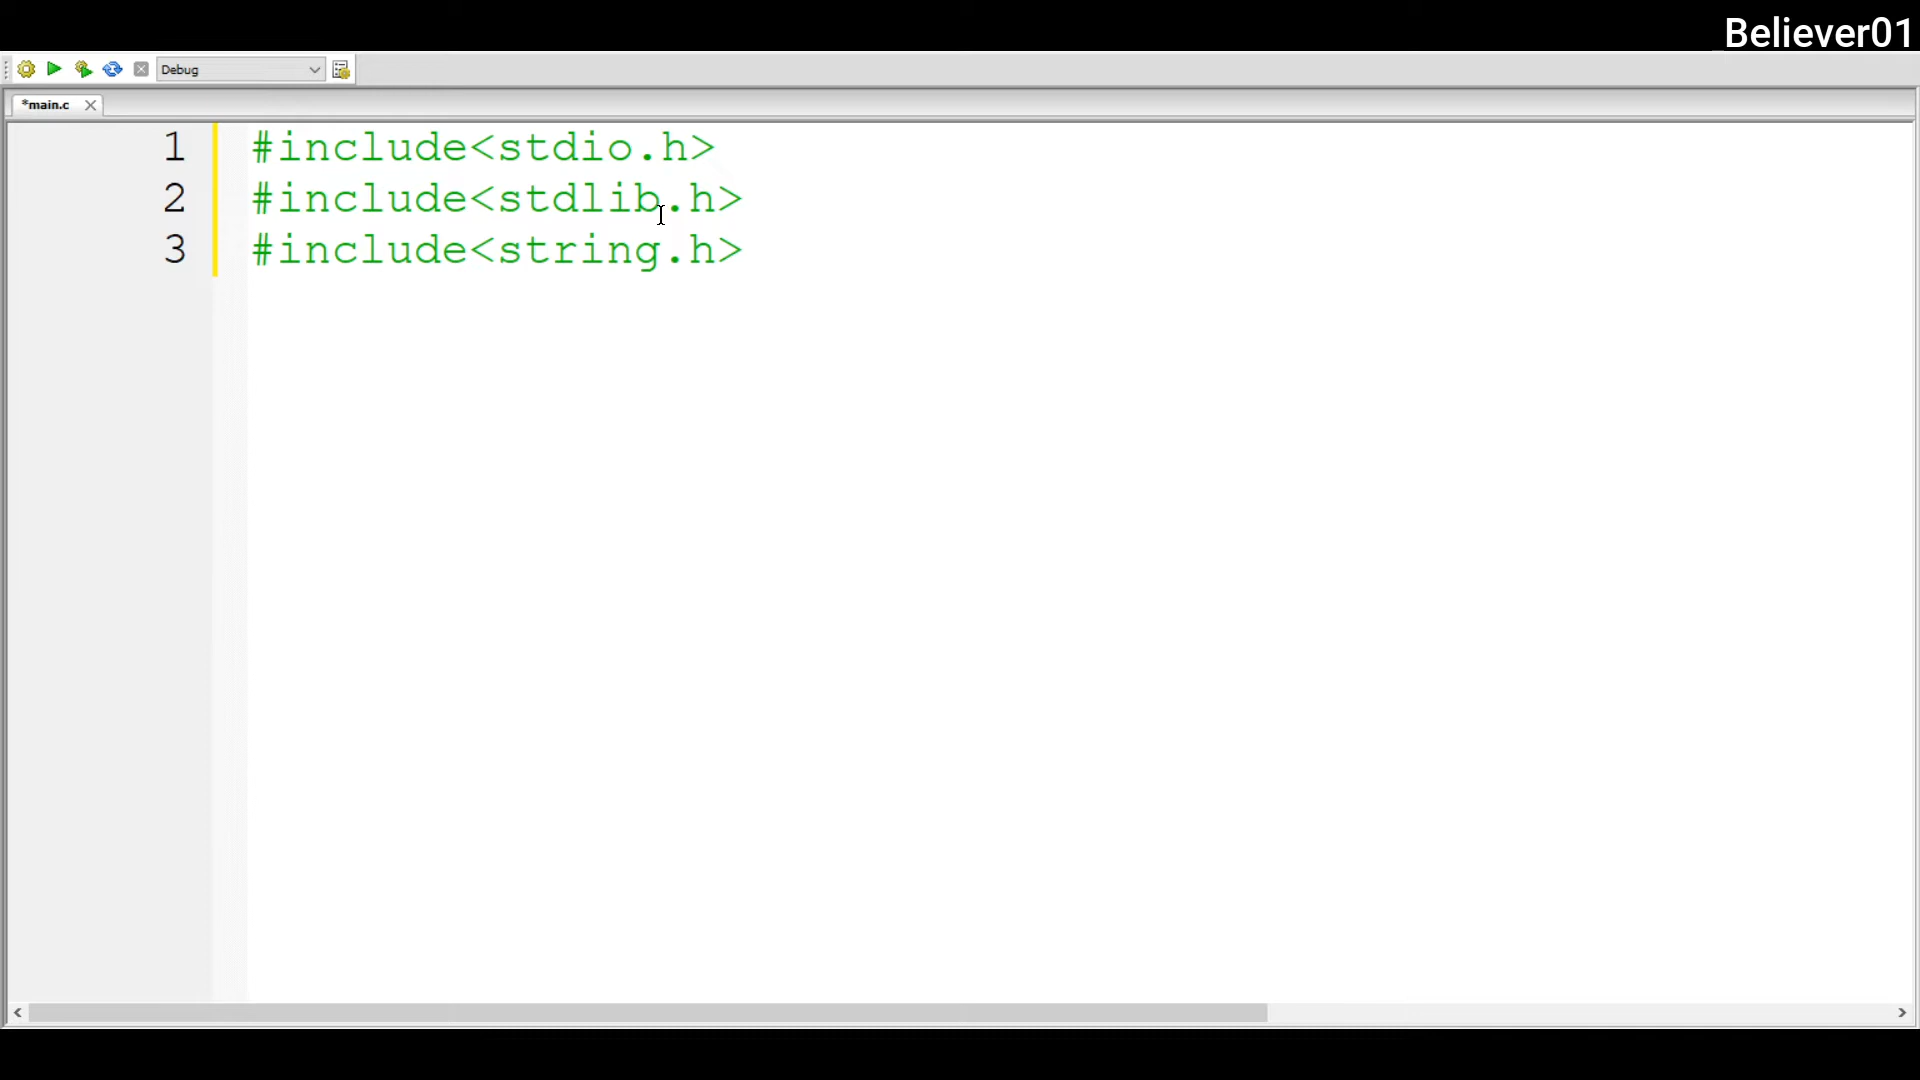 Believer01
Debug
*main.c
1 #include<stdio.h>
2 #include<stdlib.h>
3 #include<string.h>